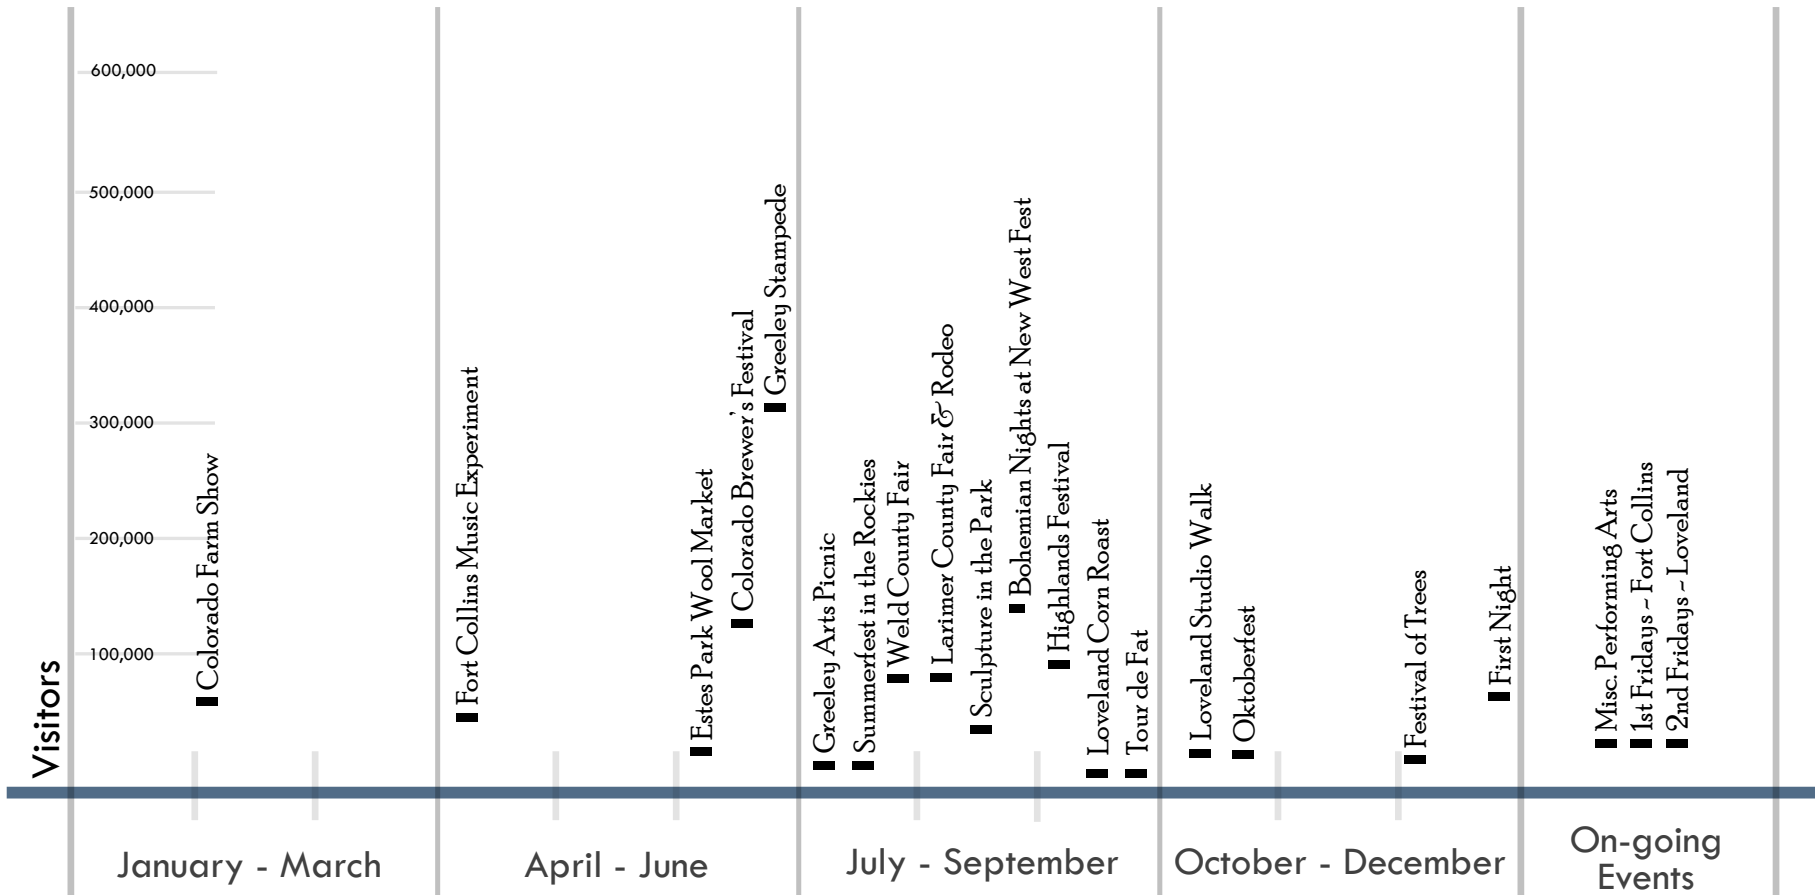 600,000
500,000
400,000
300,000
200,000
100,000
Visitors
Colorado Farm Show
Fort Collins Music Experiment
Estes Park Wool Market
Colorado Brewer's Festival
Greeley Stampede
Greeley Arts Picnic
Summerfest in the Rockies
Weld County Fair
Larimer County Fair & Rodeo
Sculpture in the Park
Bohemian Nights at New West Fest
Highlands Festival
Loveland Corn Roast
Tour de Fat
Loveland Studio Walk
Oktoberfest
Festival of Trees
First Night
Misc. Performing Arts
1st Fridays ~ Fort Collins
2nd Fridays ~ Loveland
January - March
April - June
July - September
October - December
On-going
Events